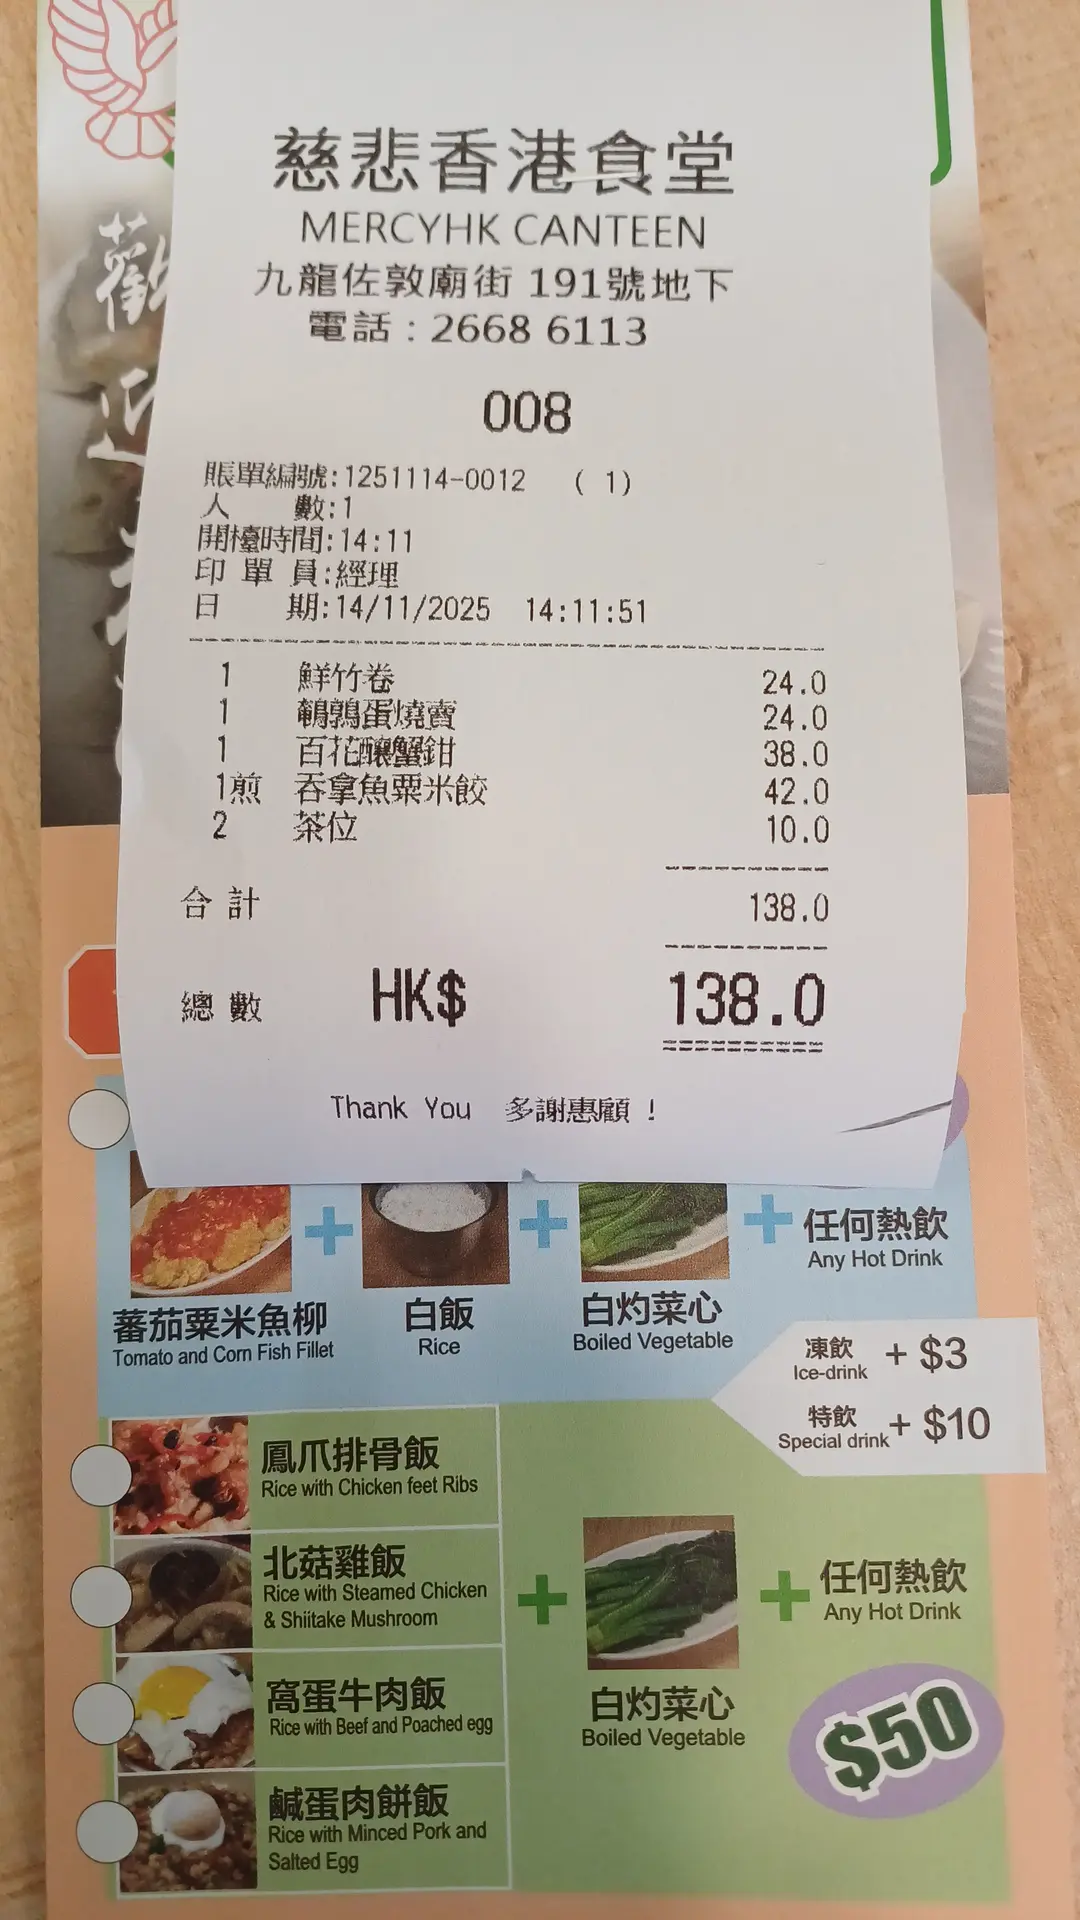 慈悲香港食堂
MERCYHK CANTEEN
九龍佐敦廟街 191號地下
電話 : 2668 6113
008
賬單編號:1251114-0012 ( 1)
人 數:1
開檯時間:14:11
印 單 員:經理
日 期:14/11/2025 14:11:51
1 鮮竹卷 24.0
1 鵪鶉蛋燒賣 24.0
1 百花釀蟹鉗 38.0
1煎 吞拿魚粟米餃 42.0
2 茶位 10.0
合 計 138.0
總 數 HK$ 138.0
Thank You 多謝惠顧 !
歡
迎
蕃茄粟米魚柳
Tomato and Corn Fish Fillet
+
白飯
Rice
+
白灼菜心
Boiled Vegetable
+
任何熱飲
Any Hot Drink
凍飲 + $3
Ice-drink
特飲 + $10
Special drink
鳳爪排骨飯
Rice with Chicken feet Ribs
北菇雞飯
Rice with Steamed Chicken
& Shiitake Mushroom
窩蛋牛肉飯
Rice with Beef and Poached egg
鹹蛋肉餅飯
Rice with Minced Pork and
Salted Egg
+
白灼菜心
Boiled Vegetable
+
任何熱飲
Any Hot Drink
$50